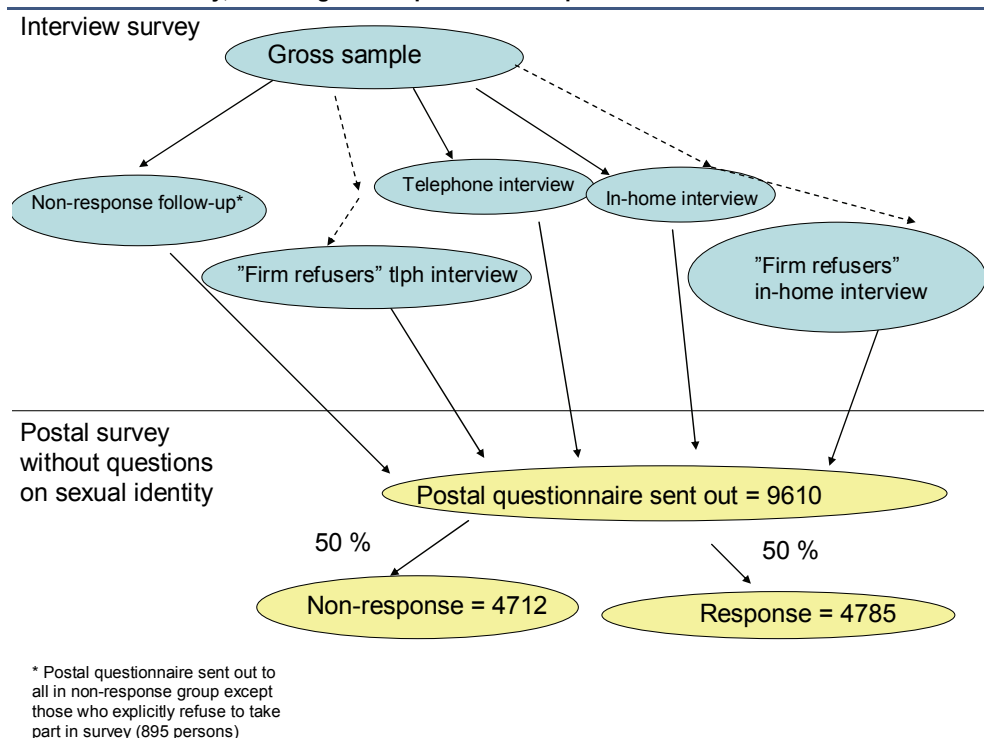 Interview survey
Gross sample
Telephone interview
In-home interview
Non-response follow-up*
”Firm refusers” tlph interview
”Firm refusers”
in-home interview
Postal survey
without questions
on sexual identity
Postal questionnaire sent out = 9610
50 %
50 %
Non-response = 4712
Response = 4785
* Postal questionnaire sent out to
all in non-response group except
those who explicitly refuse to take
part in survey (895 persons)